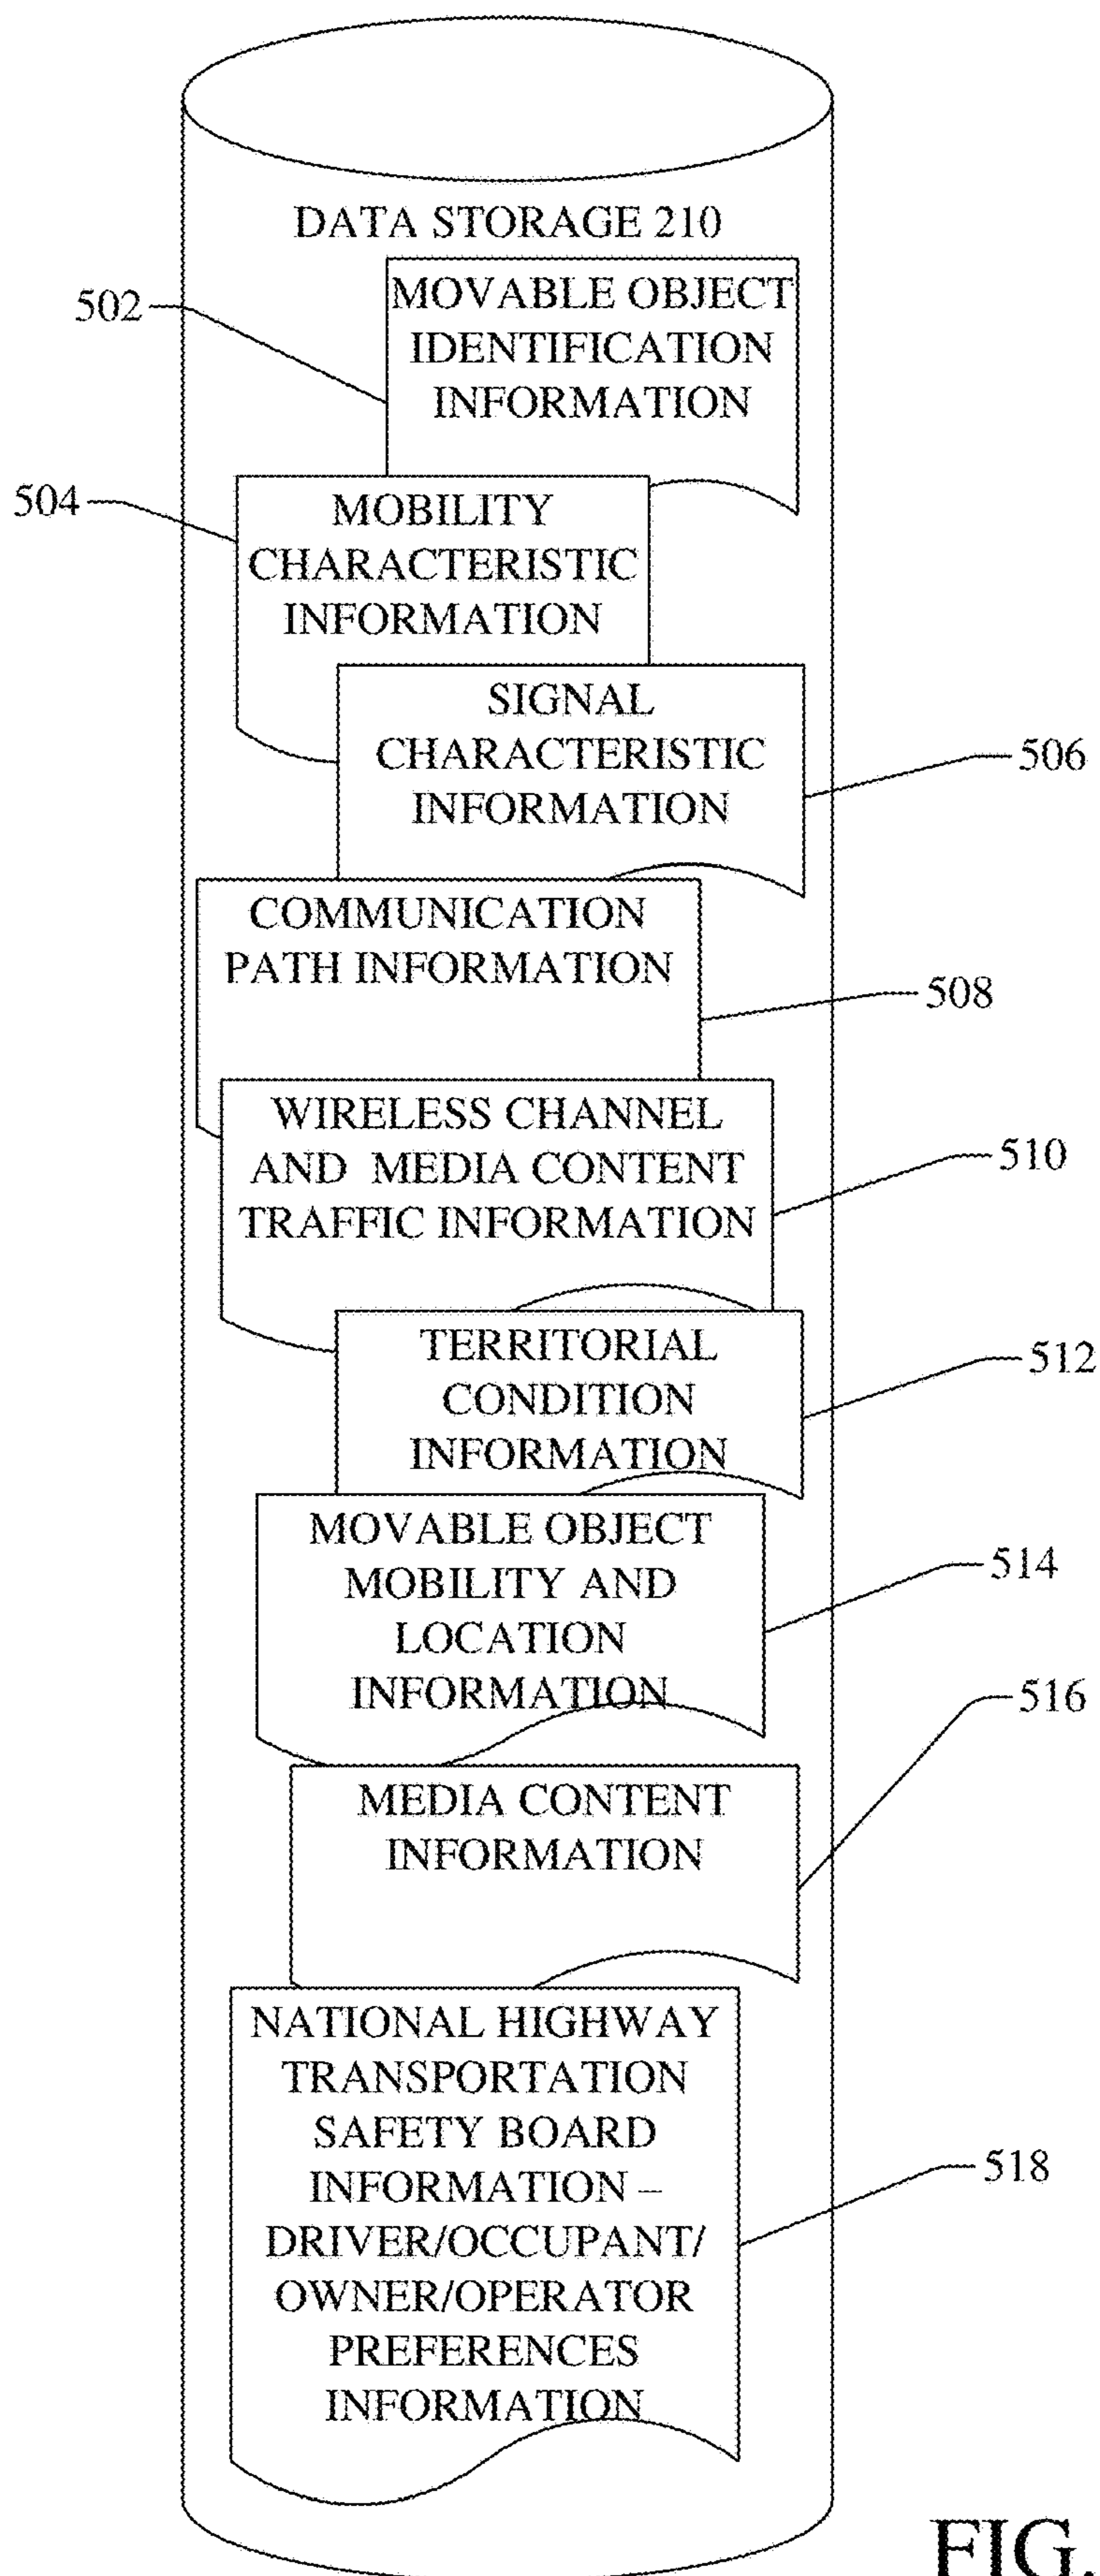 DATA STORAGE 210
502
MOVABLE OBJECT
IDENTIFICATION
INFORMATION
504
MOBILITY
CHARACTERISTIC
INFORMATION
SIGNAL
CHARACTERISTIC
INFORMATION
506
COMMUNICATION
PATH INFORMATION
508
WIRELESS CHANNEL
AND MEDIA CONTENT
TRAFFIC INFORMATION
510
TERRITORIAL
CONDITION
INFORMATION
512
MOVABLE OBJECT
MOBILITY AND
LOCATION
INFORMATION
514
516
MEDIA CONTENT
INFORMATION
NATIONAL HIGHWAY
TRANSPORTATION
SAFETY BOARD
INFORMATION –
DRIVER/OCCUPANT/
OWNER/OPERATOR
PREFERENCES
INFORMATION
518
FIG.